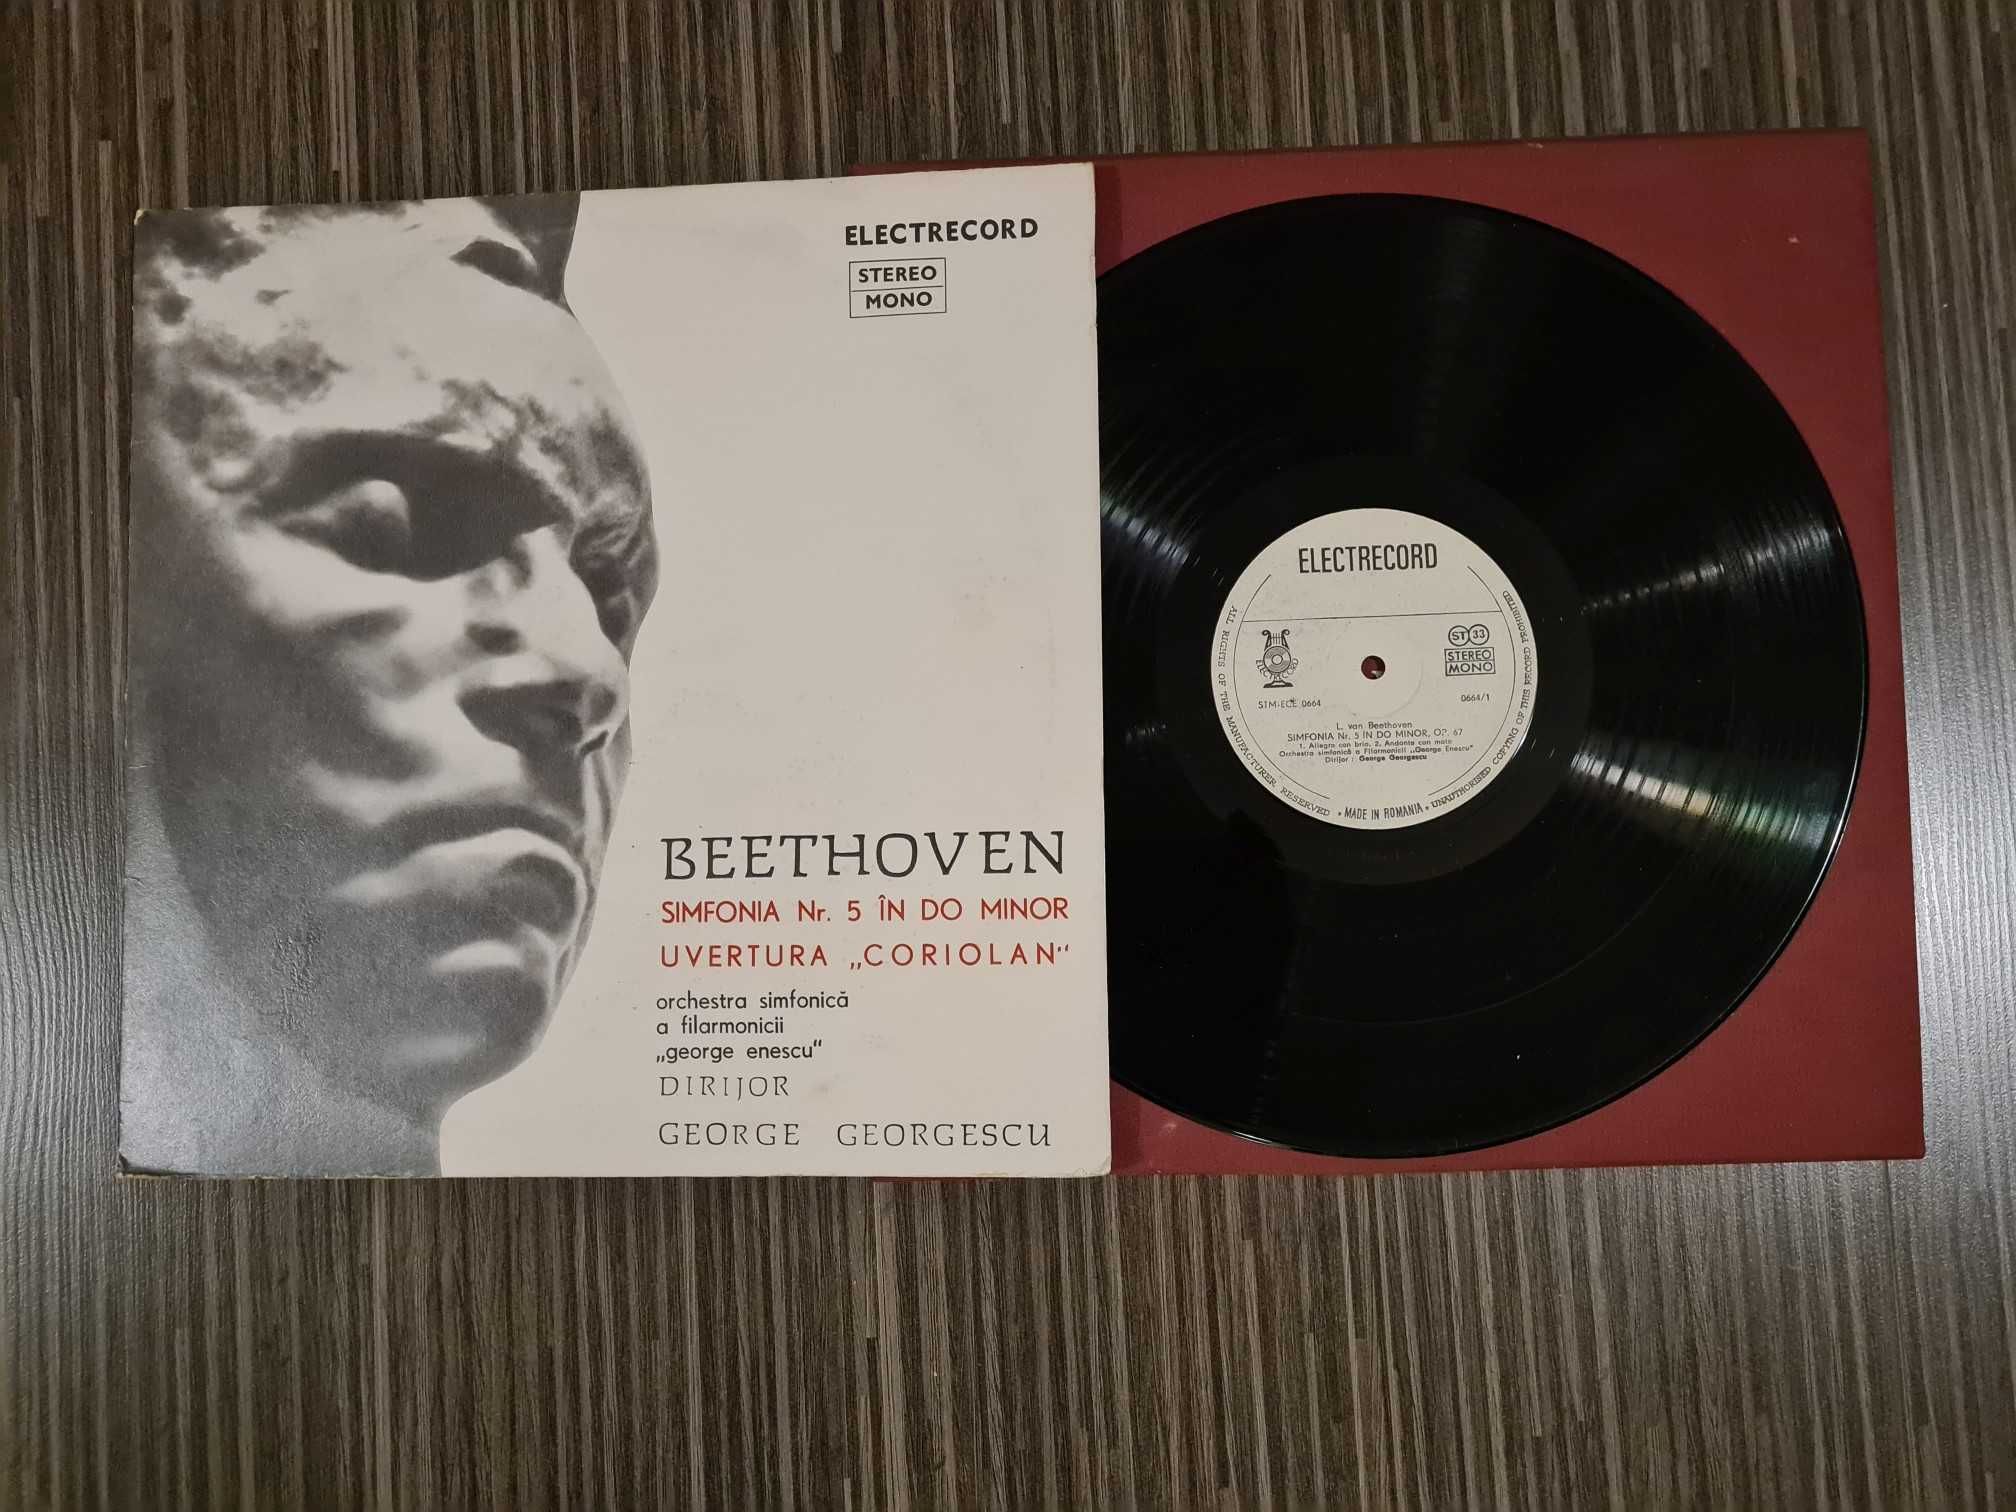 ELECTRECORD
STEREO
MONO
BEETHOVEN
SIMFONIA Nr. 5 ÎN DO MINOR
UVERTURA „CORIOLAN“
orchestra simfonică
a filarmonicii
„george enescu“
DIRIJOR
GEORGE GEORGESCU
ELECTRECORD
ST 33
STEREO
MONO
ELECTRECORD
STM-ECE 0664
0664/1
L. van Beethoven
SIMFONIA Nr. 5 ÎN DO MINOR, OP. 67
1. Allegro con brio. 2. Andante con moto
Orchestra simfonică a Filarmonicii „George Enescu"
Dirijor : George Georgescu
ALL RIGHTS OF THE MANUFACTURER RESERVED • MADE IN ROMANIA • UNAUTHORISED COPYING OF THIS RECORD PROHIBITED